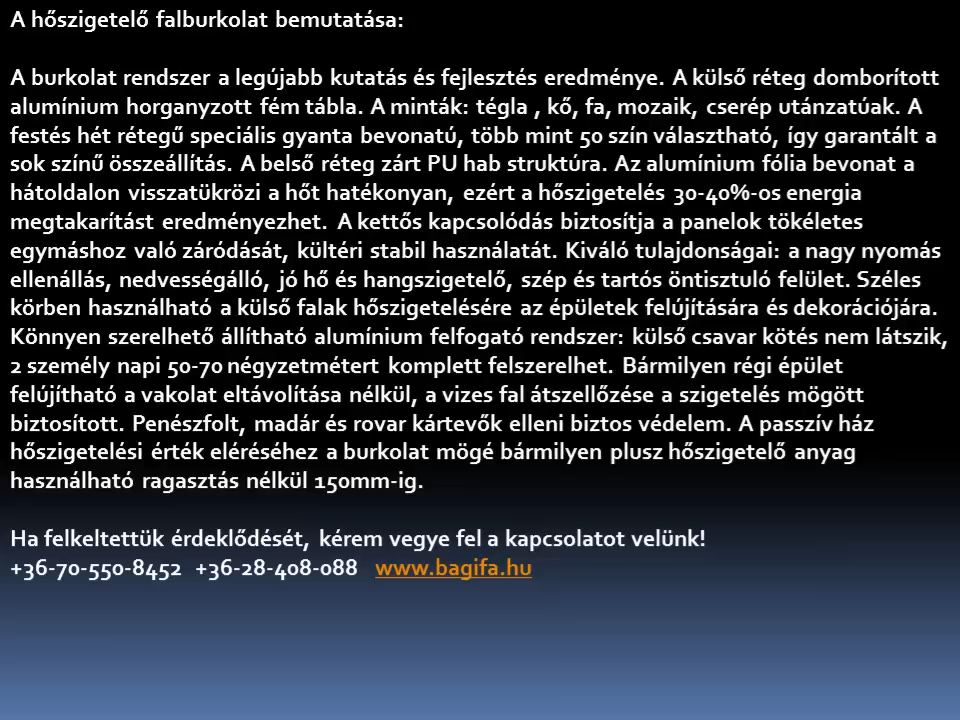 A hőszigetelő falburkolat bemutatása:
A burkolat rendszer a legújabb kutatás és fejlesztés eredménye. A külső réteg domborított
alumínium horganyzott fém tábla. A minták: tégla , kő, fa, mozaik, cserép utánzatúak. A
festés hét rétegű speciális gyanta bevonatú, több mint 50 szín választható, így garantált a
sok színű összeállítás. A belső réteg zárt PU hab struktúra. Az alumínium fólia bevonat a
hátoldalon visszatükrözi a hőt hatékonyan, ezért a hőszigetelés 30-40%-os energia
megtakarítást eredményezhet. A kettős kapcsolódás biztosítja a panelok tökéletes
egymáshoz való záródását, kültéri stabil használatát. Kiváló tulajdonságai: a nagy nyomás
ellenállás, nedvességálló, jó hő és hangszigetelő, szép és tartós öntisztuló felület. Széles
körben használható a külső falak hőszigetelésére az épületek felújítására és dekorációjára.
Könnyen szerelhető állítható alumínium felfogató rendszer: külső csavar kötés nem látszik,
2 személy napi 50-70 négyzetmétert komplett felszerelhet. Bármilyen régi épület
felújítható a vakolat eltávolítása nélkül, a vizes fal átszellőzése a szigetelés mögött
biztosított. Penészfolt, madár és rovar kártevők elleni biztos védelem. A passzív ház
hőszigetelési érték eléréséhez a burkolat mögé bármilyen plusz hőszigetelő anyag
használható ragasztás nélkül 150mm-ig.
Ha felkeltettük érdeklődését, kérem vegye fel a kapcsolatot velünk!
+36-70-550-8452 +36-28-408-088 www.bagifa.hu